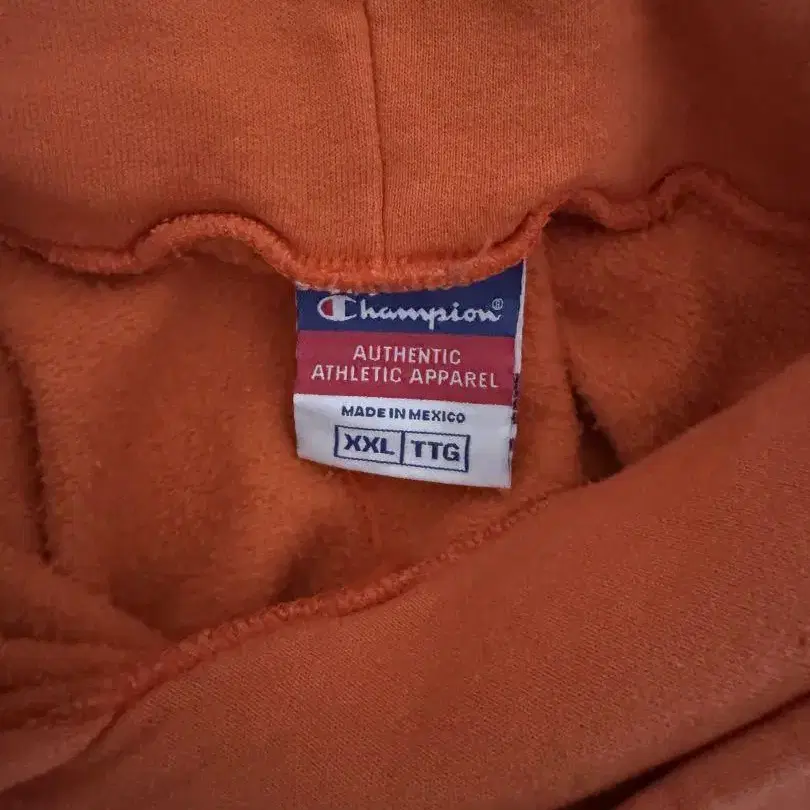 Champion®
AUTHENTIC
ATHLETIC APPAREL
MADE IN MEXICO
XXL TTG